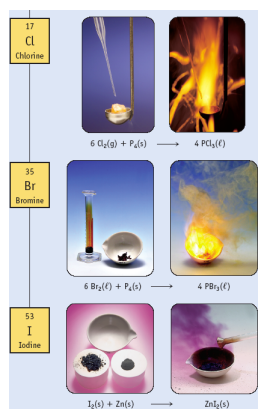 17
Cl
Chlorine
6 Cl₂(g) + P₄(s) ⟶ 4 PCl₃(ℓ)
35
Br
Bromine
6 Br₂(ℓ) + P₄(s) ⟶ 4 PBr₃(ℓ)
53
I
Iodine
I₂(s) + Zn(s) ⟶ ZnI₂(s)